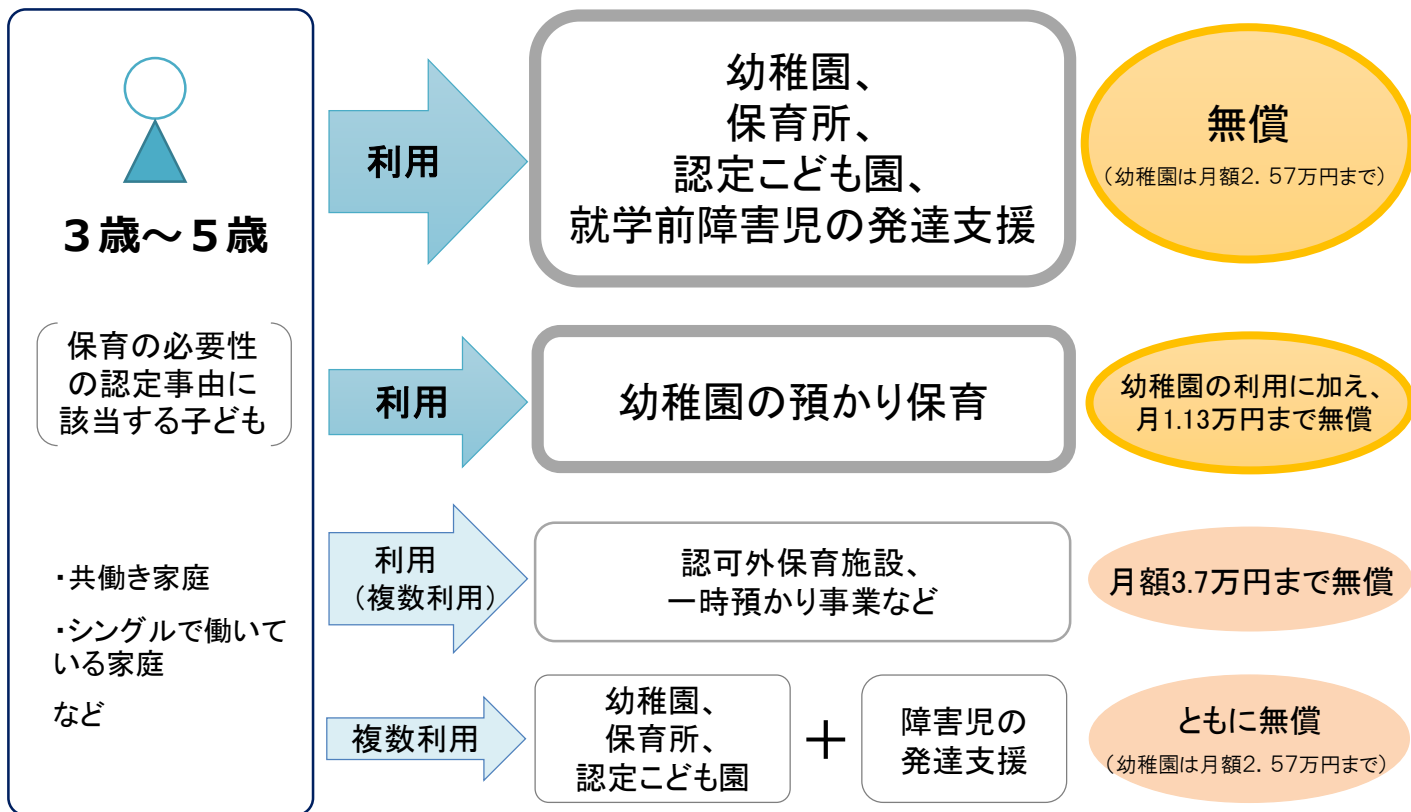 ３歳～５歳
保育の必要性
の認定事由に
該当する子ども
・共働き家庭
・シングルで働いて
いる家庭
など
利用
幼稚園、
保育所、
認定こども園、
就学前障害児の発達支援
無償
（幼稚園は月額2．57万円まで）
利用
幼稚園の預かり保育
幼稚園の利用に加え、
月1.13万円まで無償
利用
（複数利用）
認可外保育施設、
一時預かり事業など
月額3.7万円まで無償
複数利用
幼稚園、
保育所、
認定こども園
＋
障害児の
発達支援
ともに無償
（幼稚園は月額2．57万円まで）